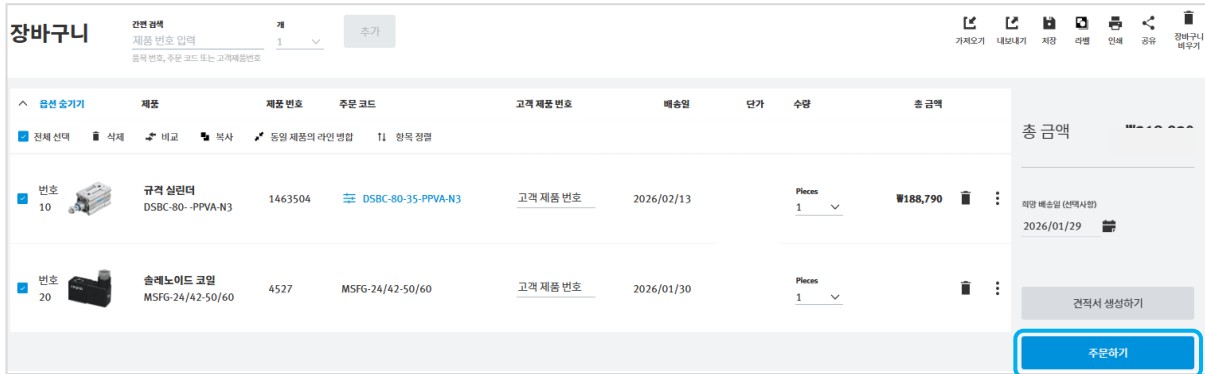 장바구니
간편 검색
제품 번호 입력
품목 번호, 주문 코드 또는 고객제품번호
개
1
추가
가져오기 내보내기 저장 라벨 인쇄 공유 장바구니 비우기
옵션 숨기기 제품 제품 번호 주문 코드 고객 제품 번호 배송일 단가 수량 총 금액
전체 선택 삭제 비교 복사 동일 제품의 라인 병합 항목 정렬
번호
10
규격 실린더
DSBC-80- -PPVA-N3
1463504
DSBC-80-35-PPVA-N3
고객 제품 번호
2026/02/13
Pieces
1
₩188,790
번호
20
솔레노이드 코일
MSFG-24/42-50/60
4527
MSFG-24/42-50/60
고객 제품 번호
2026/01/30
Pieces
1
총 금액
희망 배송일 (선택사항)
2026/01/29
견적서 생성하기
주문하기